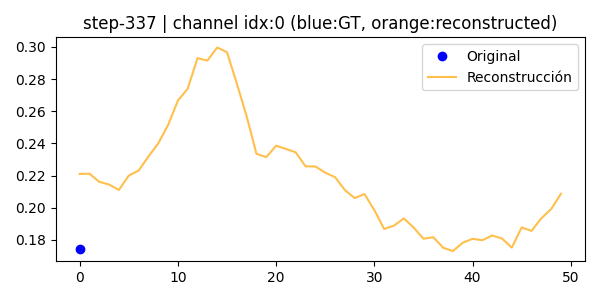 step-337 | channel idx:0 (blue:GT, orange:reconstructed)
Original
Reconstrucción
0.30
0.28
0.26
0.24
0.22
0.20
0.18
0 10 20 30 40 50